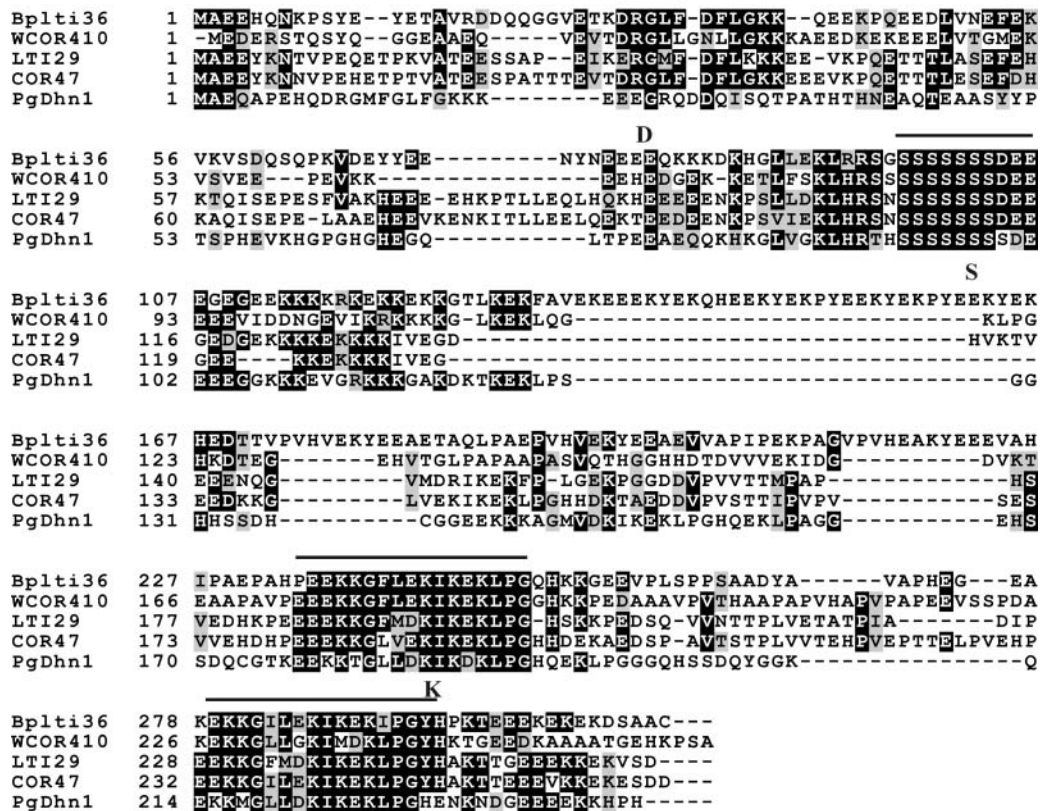 Bplti36 1 MAEEHQNKPSYE--YETAVRDDQQGGVETKDRGLF-DFLGKK--QEEKPQEEDLVNEFEK
WCOR410 1 -MEDERSTQSYQ--GGEAAEQ-----VEVTDRGLLGNLLGKKKAEEDKEKEEELVTGMEK
LTI29 1 MAEEYKNTVPEQETPKVATEESSAP--EIKERGMF-DFLKKKEE-VKPQETTTLASEFEH
COR47 1 MAEEYKNNVPEHETPTVATEESPATTTEVTDRGLF-DFLGKKEEEVKPQETTTLESEFDH
PgDhn1 1 MAEQAPEHQDRGMFGLFGKKK--------EEEGRQDDQISQTPATHTHNEAQTEAASYYP
D
Bplti36 56 VKVSDQSQPKVDEYYEE---------NYNEEEEQKKKDKHGLLEKLRRSGSSSSSSSDEE
WCOR410 53 VSVEE--PEVKK-----------------EEHEDGEK-KETLFSKLHRSSSSSSSSSDEE
LTI29 57 KTQISEPESFVAKHEEE-EHKPTLLEQLHQKHEEEEENKPSLLDKLHRSNSSSSSSSDEE
COR47 60 KAQISEPE-LAAEHEEVKENKITLLEELQEKTEEDEENKPSVIEKLHRSNSSSSSSSDEE
PgDhn1 53 TSPHEVKHGPGHGHEGQ-----------LTPEEAEQQKHKGLVGKLHRTHSSSSSSSSDE
S
Bplti36 107 EGEGEEKKKKRKEKKEKKGTLKEKFAVEKEEEKYEKQHEEKYEKPYEEKYEKPYEEKYEK
WCOR410 93 EEEVIDDNGEVIKRKKKKG-LKEKLQG-----------------------------KLPG
LTI29 116 GEDGEKKKKEKKKKIVEGD------------------------------------HVKTV
COR47 119 GEE----KKEKKKKIVEG------------------------------------------
PgDhn1 102 EEEGGKKKEVGRKKKGAKDKTKEKLPS-------------------------------GG
Bplti36 167 HEDTTVPVHVEKYEEAETAQLPAEPVHVEKYEEAEVVAPIPEKPAGVPVHEAKYEEEVAH
WCOR410 123 HKDTEG-------EHVTGLPAPAAPASVQTHGGHHDTDVVVEKIDG----------DVKT
LTI29 140 EEENQG---------VMDRIKEKFP-LGEKPGGDDVPVVTTMPAP-------------HS
COR47 133 EEDKKG---------LVEKIKEKLPGHHDKTAEDDVPVSTTIPVPV-----------SES
PgDhn1 131 HHSSDH----------CGGEEKKKAGMVDKIKEKLPGHQEKLPAGG-----------EHS
Bplti36 227 IPAEPAHPEEKKGFLEKIKEKLPGQHKKGEEVPLSPPSAADYA------VAPHEG---EA
WCOR410 166 EAAPAVPEEEKKGFLEKIKEKLPGGHKKPEDAAAVPVTHAAPAPVHAPVPAPEEVSSPDA
LTI29 177 VEDHKPEEEEKKGFMDKIKEKLPG-HSKKPEDSQ-VVNTTPLVETATPIA-------DIP
COR47 173 VVEHDHPEEEKKGLVEKIKEKLPGHHDEKAEDSP-AVTSTPLVVTEHPVEPTTELPVEHP
PgDhn1 170 SDQCGTKEEKKTGLLDKIKDKLPGHQEKLPGGGQHSSDQYGGK----------------Q
K
Bplti36 278 KEKKGILEKIKEKIPGYHPKTEEEKEKEKDSAAC---
WCOR410 226 KEKKGLLGKIMDKLPGYHKTGEEDKAAAATGEHKPSA
LTI29 228 EEKKGFMDKIKEKLPGYHAKTTGEEEKKEKVSD----
COR47 232 EEKKGILEKIKEKLPGYHAKTTEEEVKKEKESDD---
PgDhn1 214 EKKMGLLDKIKEKLPGHENKNDGEEEEKKHPH-----